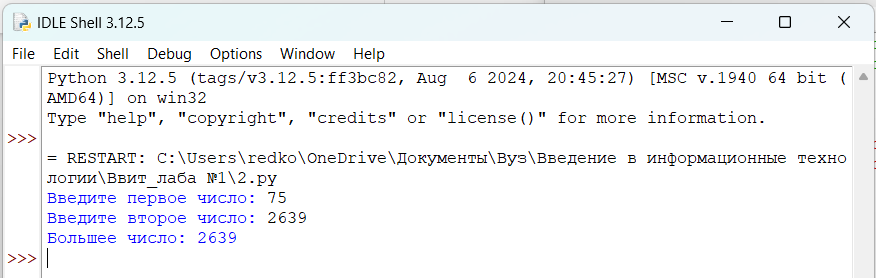 IDLE Shell 3.12.5
File Edit Shell Debug Options Window Help
Python 3.12.5 (tags/v3.12.5:ff3bc82, Aug  6 2024, 20:45:27) [MSC v.1940 64 bit (
AMD64)] on win32
Type "help", "copyright", "credits" or "license()" for more information.
>>>
= RESTART: C:\Users\redko\OneDrive\Документы\Вуз\Введение в информационные техно
логии\Ввит_лаба №1\2.py
Введите первое число: 75
Введите второе число: 2639
Большее число: 2639
>>>